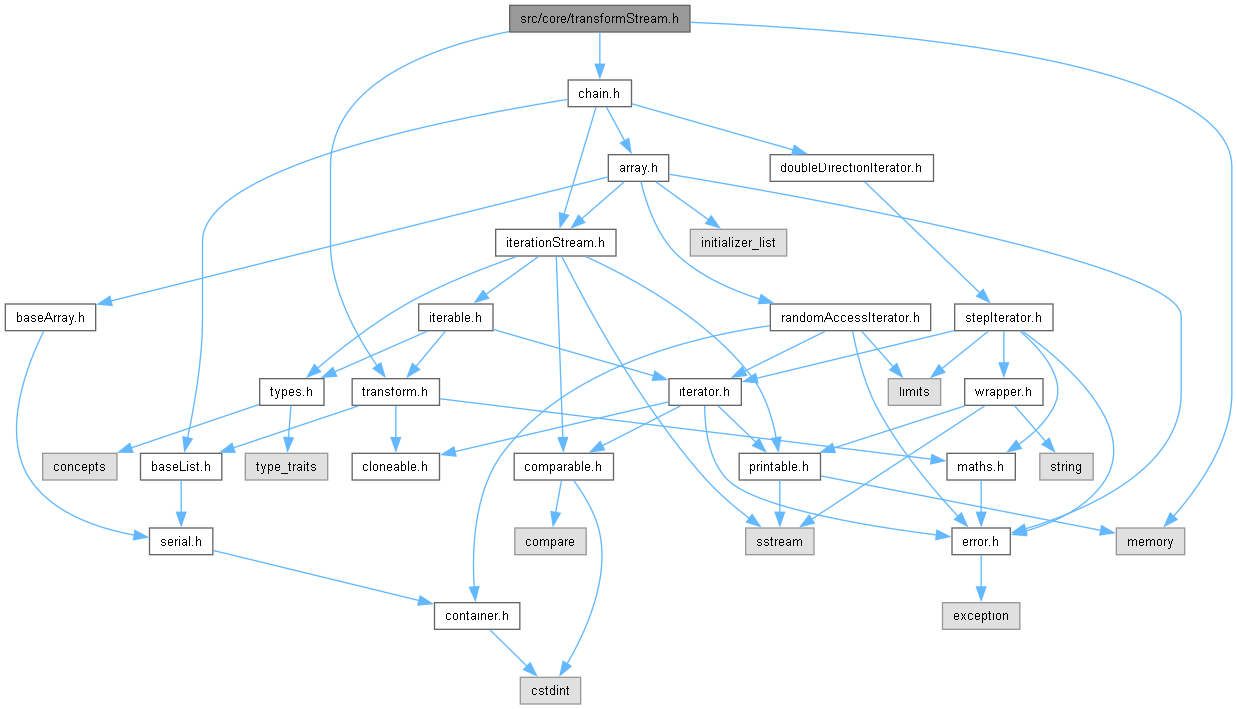 src/core/transformStream.h
chain.h
array.h
doubleDirectionIterator.h
iterationStream.h
initializer_list
baseArray.h
iterable.h
randomAccessIterator.h
stepIterator.h
types.h
transform.h
iterator.h
limits
wrapper.h
concepts
baseList.h
type_traits
cloneable.h
comparable.h
printable.h
maths.h
string
serial.h
compare
sstream
error.h
memory
container.h
exception
cstdint